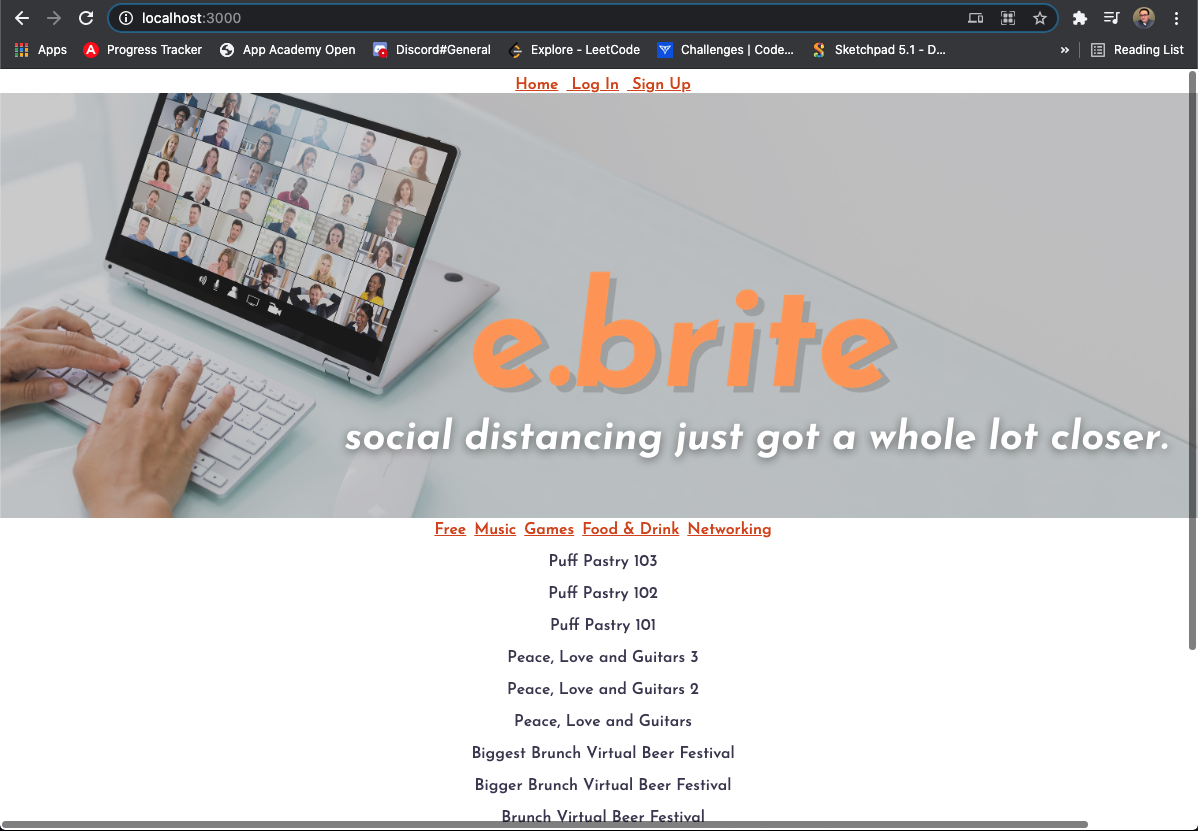 localhost:3000
Apps Progress Tracker App Academy Open Discord#General Explore - LeetCode Challenges | Code... Sketchpad 5.1 - D... » Reading List
Home Log In Sign Up
e.brite
social distancing just got a whole lot closer.
Free Music Games Food & Drink Networking
Puff Pastry 103
Puff Pastry 102
Puff Pastry 101
Peace, Love and Guitars 3
Peace, Love and Guitars 2
Peace, Love and Guitars
Biggest Brunch Virtual Beer Festival
Bigger Brunch Virtual Beer Festival
Brunch Virtual Beer Festival